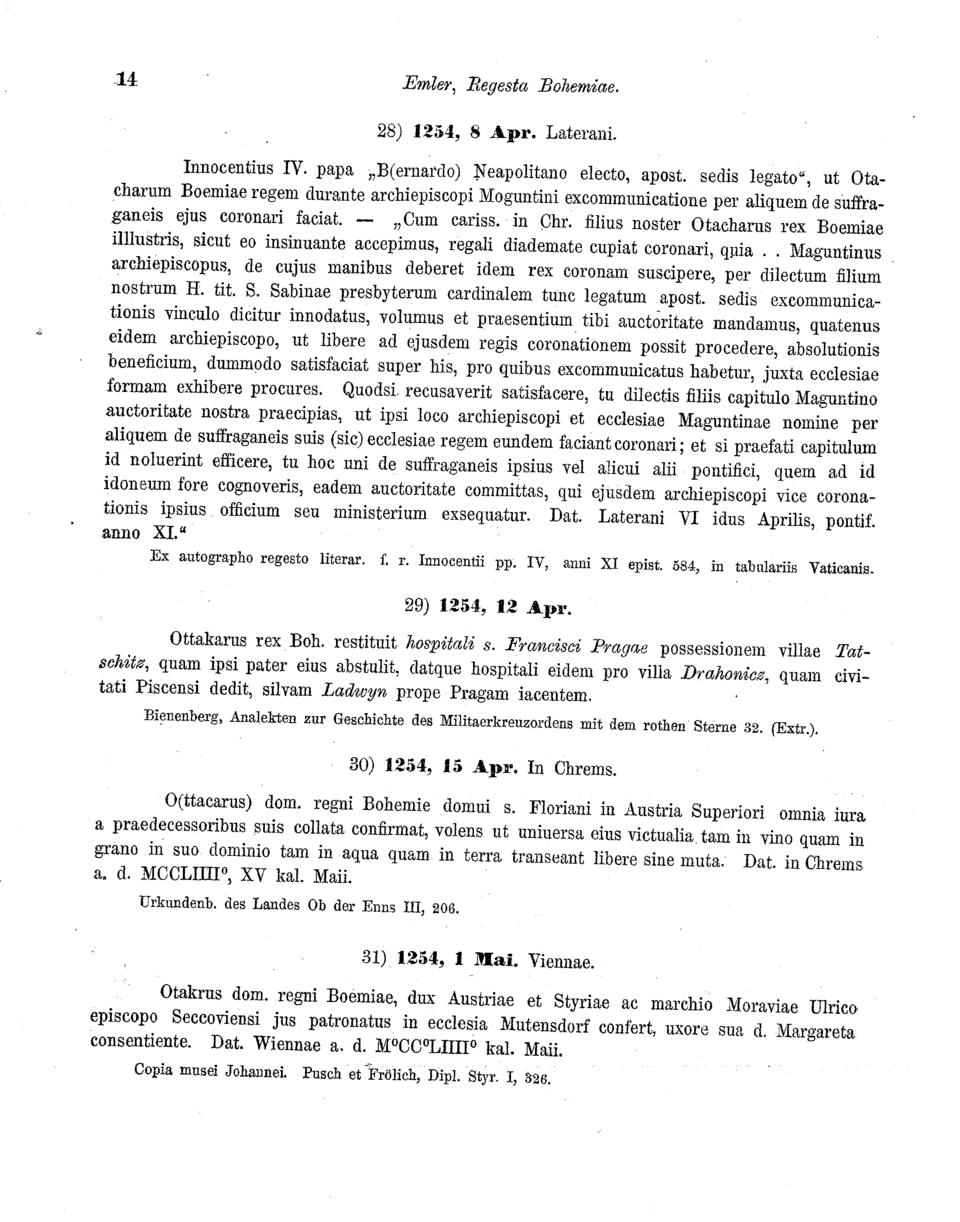 14
Emler, Regesta Bohemiae.
28) 1254, 8 Apr. Laterani.
Innocentius IV. papa „B(ernardo) Neapolitano electo, apost. sedis legato“, ut Ota-
charum Boemiae regem durante archiepiscopi Moguntini excommunicatione per aliquem de suffra-
ganeis ejus coronari faciat. — „Cum cariss. in Chr. filius noster Otacharus rex Boemiae
illlustris, sicut eo insinuante accepimus, regali diademate cupiat coronari, quia . . Maguntinus
archiepiscopus, de cujus manibus deberet idem rex coronam suscipere, per dilectum filium
nostrum H. tit. S. Sabinae presbyterum cardinalem tunc legatum apost. sedis excommunica-
tionis vinculo dicitur innodatus, volumus et praesentium tibi auctoritate mandamus, quatenus
eidem archiepiscopo, ut libere ad ejusdem regis coronationem possit procedere, absolutionis
beneficium, dummodo satisfaciat super his, pro quibus excommunicatus habetur, juxta ecclesiae
formam exhibere procures. Quodsi recusaverit satisfacere, tu dilectis filiis capitulo Maguntino
auctoritate nostra praecipias, ut ipsi loco archiepiscopi et ecclesiae Maguntinae nomine per
aliquem de suffraganeis suis (sic) ecclesiae regem eundem faciant coronari; et si praefati capitulum
id noluerint efficere, tu hoc uni de suffraganeis ipsius vel alicui alii pontifici, quem ad id
idoneum fore cognoveris, eadem auctoritate committas, qui ejusdem archiepiscopi vice corona-
tionis ipsius officium seu ministerium exsequatur. Dat. Laterani VI idus Aprilis, pontif.
anno XI.“
Ex autographo regesto literar. f. r. Innocentii pp. IV, anni XI epist. 584, in tabulariis Vaticanis.
29) 1254, 12 Apr.
Ottakarus rex Boh. restituit hospitali s. Francisci Pragae possessionem villae Tat-
schitz, quam ipsi pater eius abstulit, datque hospitali eidem pro villa Drahonicz, quam civi-
tati Piscensi dedit, silvam Ladwyn prope Pragam iacentem.
Bienenberg, Analekten zur Geschichte des Militaerkreuzordens mit dem rothen Sterne 32. (Extr.).
30) 1254, 15 Apr. In Chrems.
O(ttacarus) dom. regni Bohemie domui s. Floriani in Austria Superiori omnia iura
a praedecessoribus suis collata confirmat, volens ut uniuersa eius victualia tam in vino quam in
grano in suo dominio tam in aqua quam in terra transeant libere sine muta. Dat. in Chrems
a. d. MCCLIIII⁰, XV kal. Maii.
Urkundenb. des Landes Ob der Enns III, 206.
31) 1254, 1 Mai. Viennae.
Otakrus dom. regni Boemiae, dux Austriae et Styriae ac marchio Moraviae Ulrico
episcopo Seccoviensi jus patronatus in ecclesia Mutensdorf confert, uxore sua d. Margareta
consentiente. Dat. Wiennae a. d. M⁰CC⁰LIIII⁰ kal. Maii.
Copia musei Johannei. Pusch et Frölich, Dipl. Styr. I, 326.